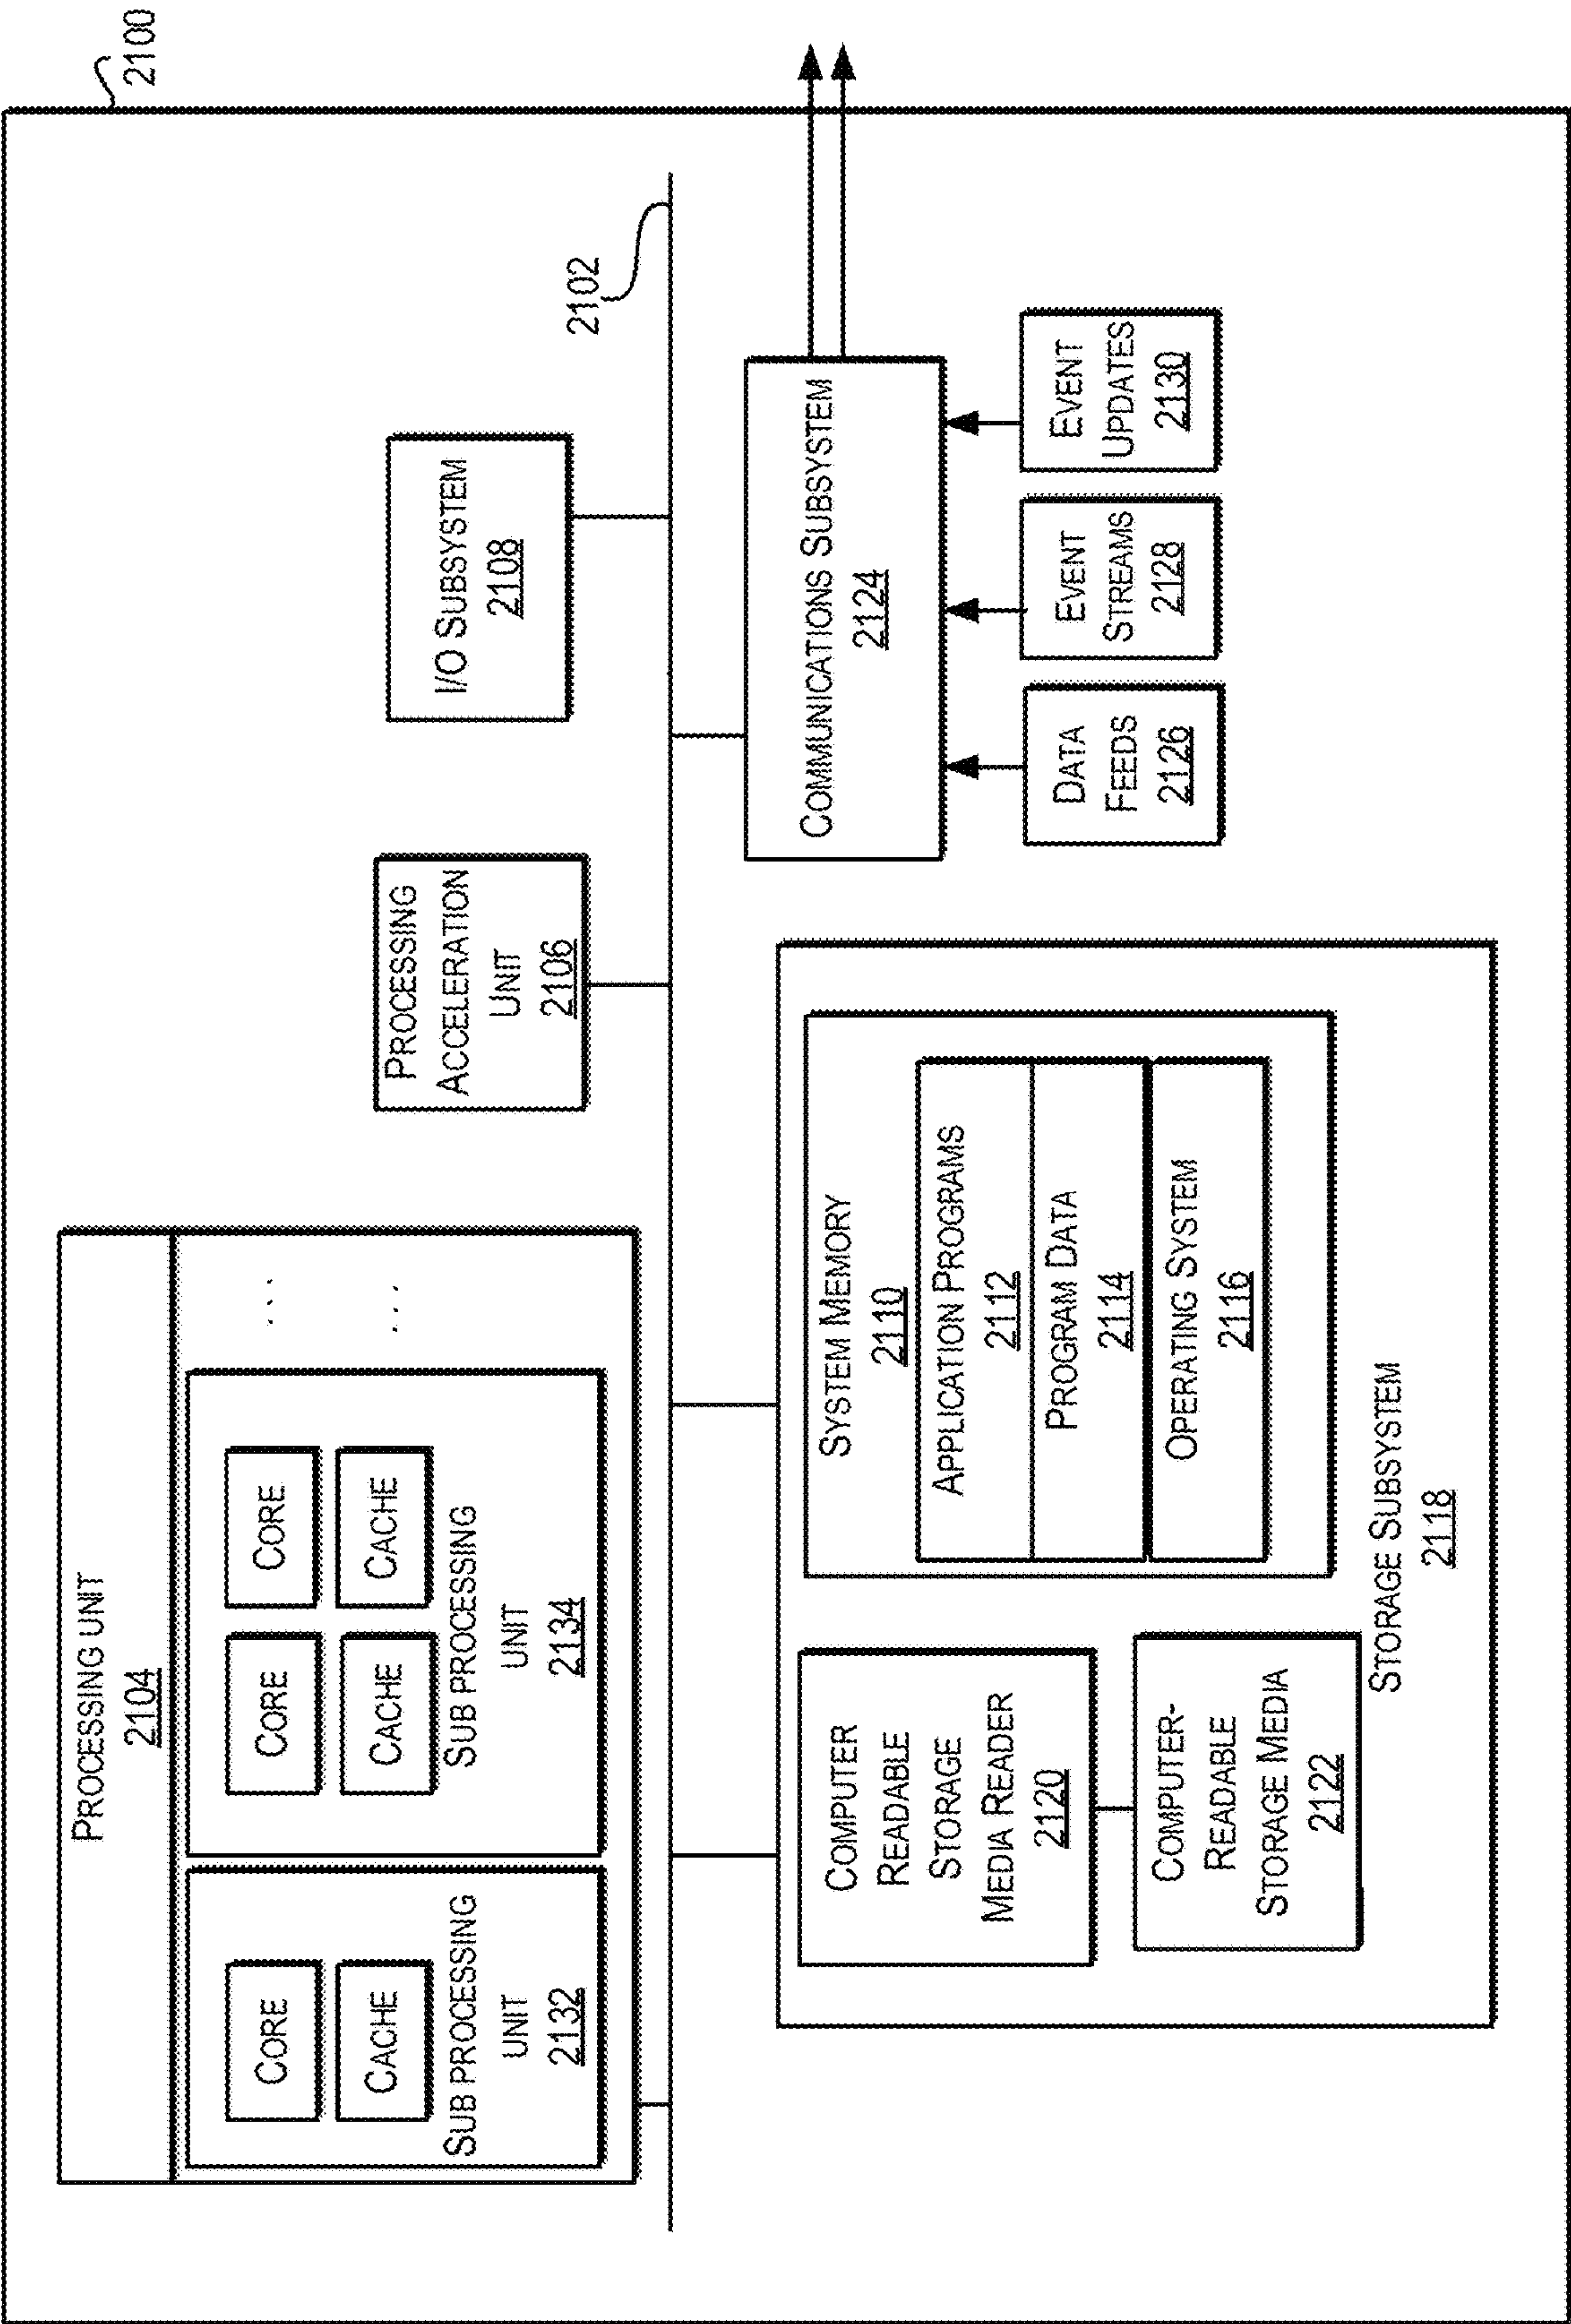 2100
PROCESSING UNIT
2104
CORE
CACHE
SUB PROCESSING
UNIT
2132
CORE
CORE
CACHE
CACHE
SUB PROCESSING
UNIT
2134
. . .
. . .
PROCESSING
ACCELERATION
UNIT
2106
I/O SUBSYSTEM
2108
2102
COMPUTER
READABLE
STORAGE
MEDIA READER
2120
COMPUTER-
READABLE
STORAGE MEDIA
2122
SYSTEM MEMORY
2110
APPLICATION PROGRAMS
2112
PROGRAM DATA
2114
OPERATING SYSTEM
2116
STORAGE SUBSYSTEM
2118
COMMUNICATIONS SUBSYSTEM
2124
DATA
FEEDS
2126
EVENT
STREAMS
2128
EVENT
UPDATES
2130